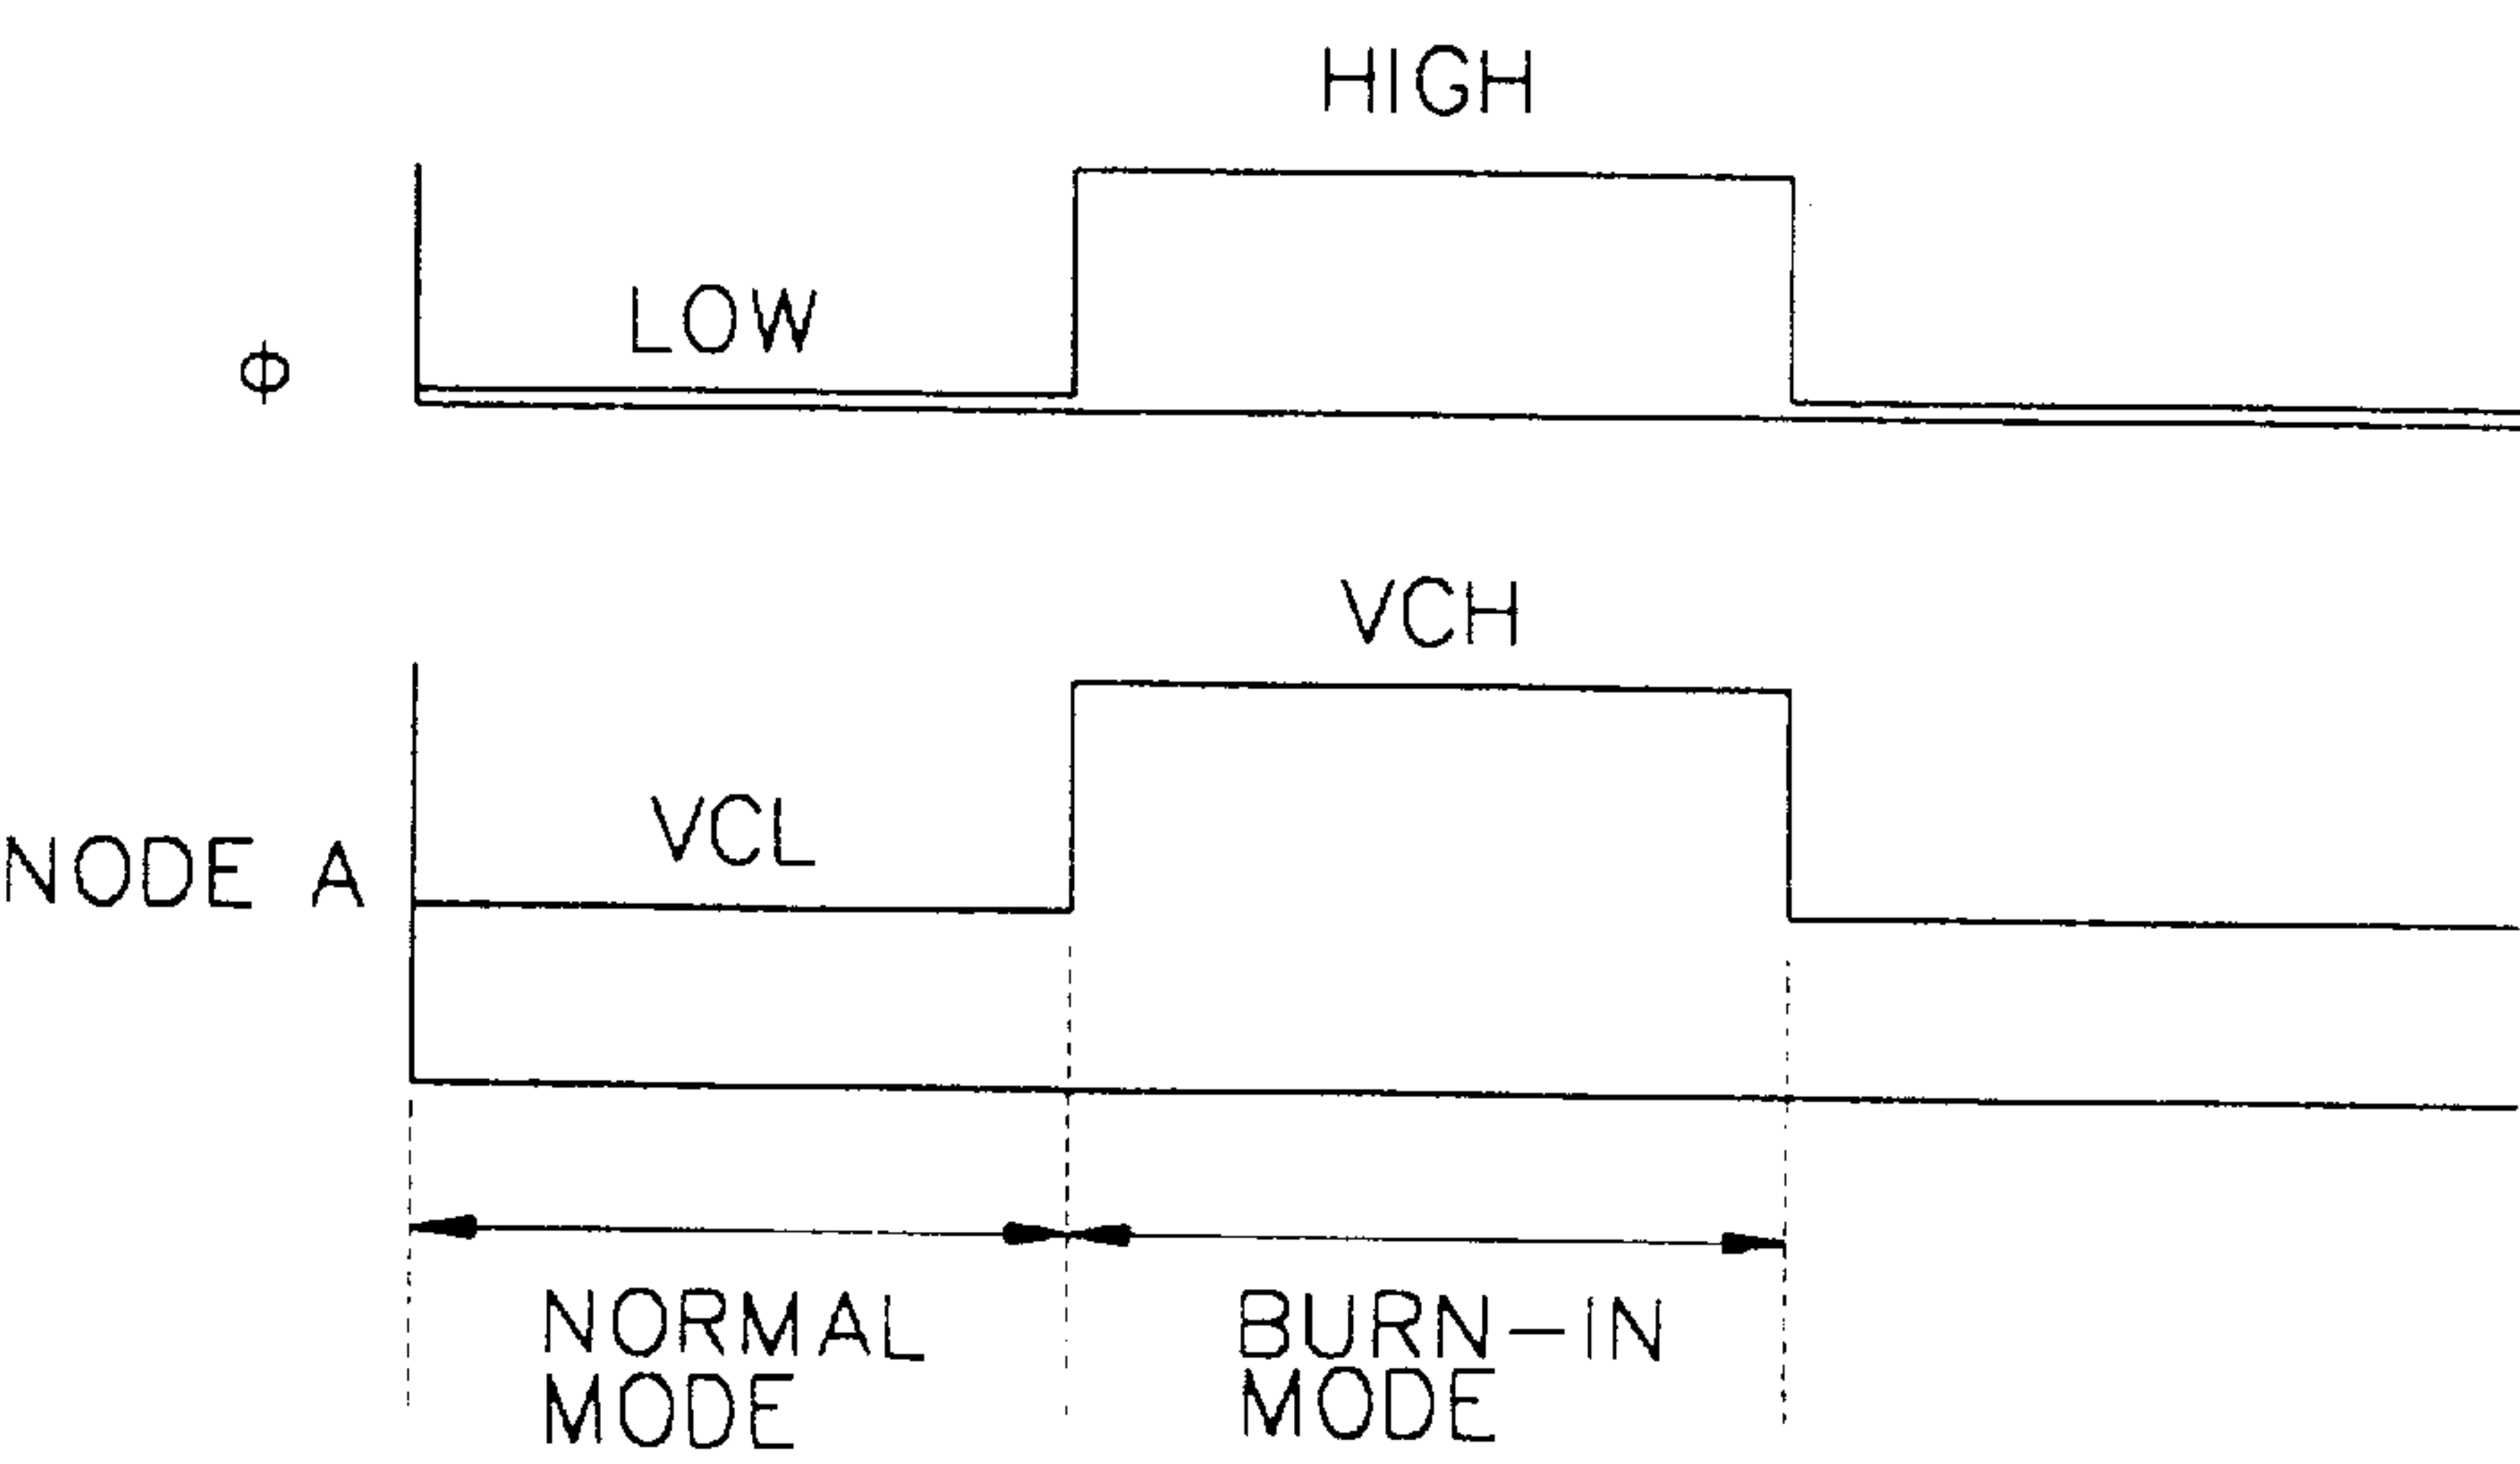 HIGH
LOW
Φ
VCH
VCL
NODE A
NORMAL
MODE
BURN-IN
MODE